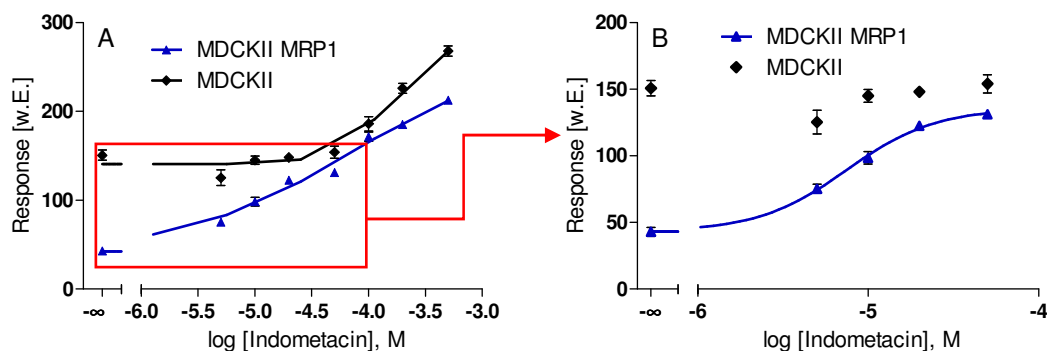 A
MDCKII MRP1
MDCKII
Response [w.E.]
300
200
100
0
-∞ -6.0 -5.5 -5.0 -4.5 -4.0 -3.5 -3.0
log [Indometacin], M
B
MDCKII MRP1
MDCKII
Response [w.E.]
200
150
100
50
0
-∞ -6 -5 -4
log [Indometacin], M